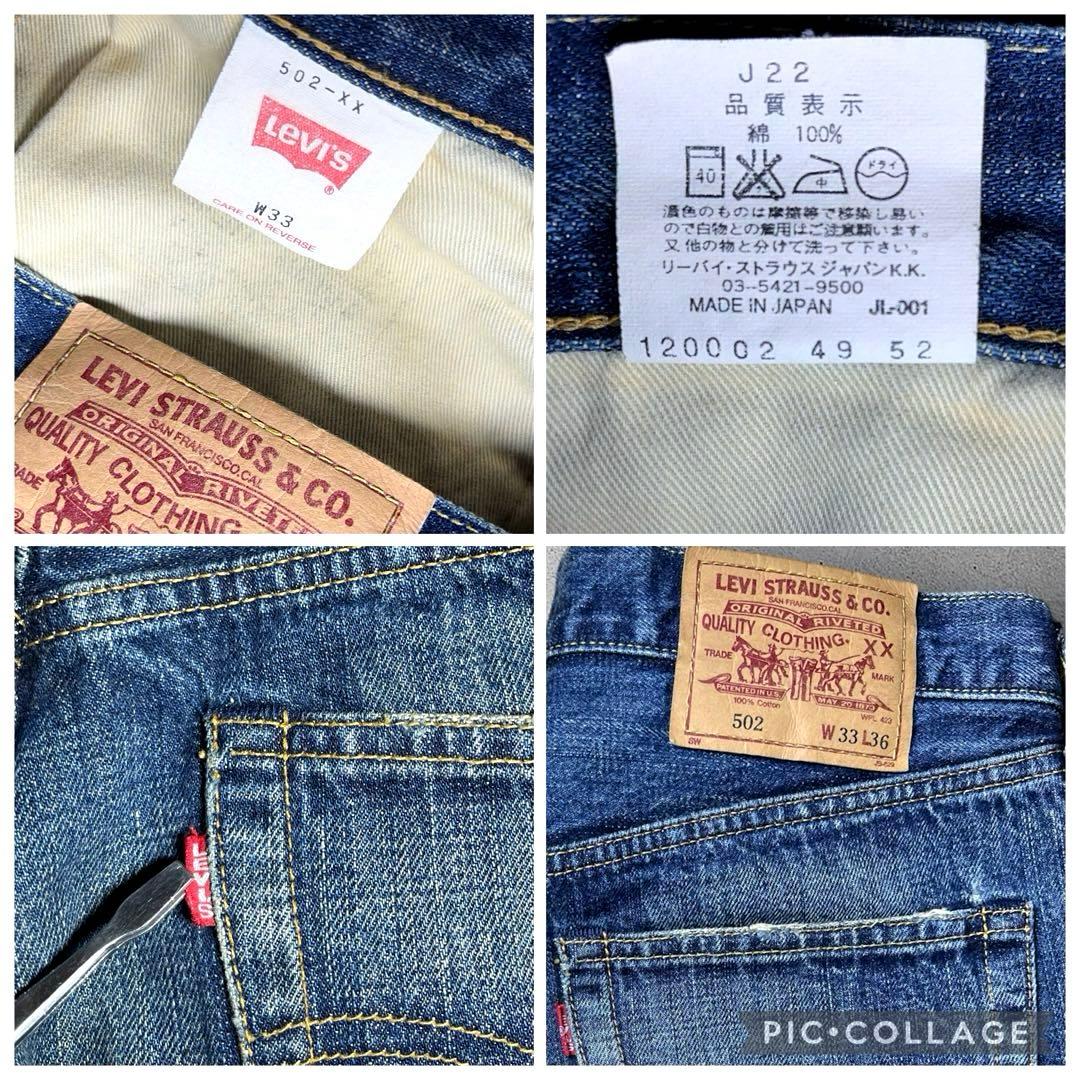 502-XX
Levi's
®
W33
CARE ON REVERSE
LEVI STRAUSS & CO.
SAN FRANCISCO,CAL
ORIGINAL RIVETE
QUALITY CLOTHING
RADE
J22
品質表示
綿 100%
40 中 ドライ
濃色のものは摩擦等で移染し易い
ので白物との着用はご注意願います。
又他の物と分けて洗って下さい。
リーバイ・ストラウス ジャパンK.K.
03-5421-9500
MADE IN JAPAN JL-001
120002 49 52
LEVI'S
LEVI STRAUSS & CO.
SAN FRANCISCO,CAL
ORIGINAL RIVETED
QUALITY CLOTHING. XX
TRADE MARK
PATENTED IN U.S. MAY 20 1873
100% Cotton WPL 423
502 W33 L36
SW
PIC•COLLAGE